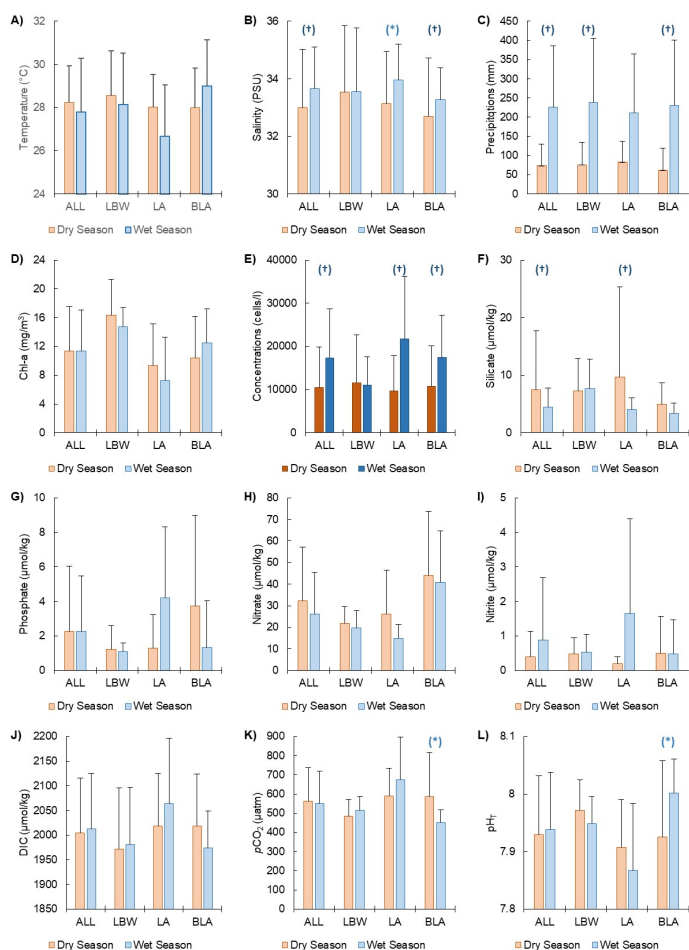 A)
Temperature (°C)
32
30
28
26
24
ALL LBW LA BLA
Dry Season Wet Season
B)
Salinity (PSU)
36
34
32
30
(†) (*) (†)
ALL LBW LA BLA
Dry Season Wet Season
C)
Precipitqtions (mm)
450
400
350
300
250
200
150
100
50
0
(†) (†) (†)
ALL LBW LA BLA
Dry Season Wet Season
D)
Chl-a (mg/m³)
24
20
16
12
8
4
0
ALL LBW LA BLA
Dry Season Wet Season
E)
Concentrations (cells/l)
40000
30000
20000
10000
0
(†) (†) (†)
ALL LBW LA BLA
Dry Season Wet Season
F)
Silicate (µmol/kg)
30
20
10
0
(†) (†)
ALL LBW LA BLA
Dry Season Wet Season
G)
Phosphate (µmol/kg)
10
8
6
4
2
0
ALL LBW LA BLA
Dry Season Wet Season
H)
Nitrate (µmol/kg)
80
70
60
50
40
30
20
10
0
ALL LBW LA BLA
Dry Season Wet Season
I)
Nitrite (µmol/kg)
5
4
3
2
1
0
ALL LBW LA BLA
Dry Season Wet Season
J)
DIC (µmol/kg)
2200
2150
2100
2050
2000
1950
1900
1850
ALL LBW LA BLA
Dry Season Wet Season
K)
pCO₂ (µatm)
900
800
700
600
500
400
300
200
100
0
(*)
ALL LBW LA BLA
Dry Season Wet Season
L)
pHT
8.1
8
7.9
7.8
(*)
ALL LBW LA BLA
Dry Season Wet Season